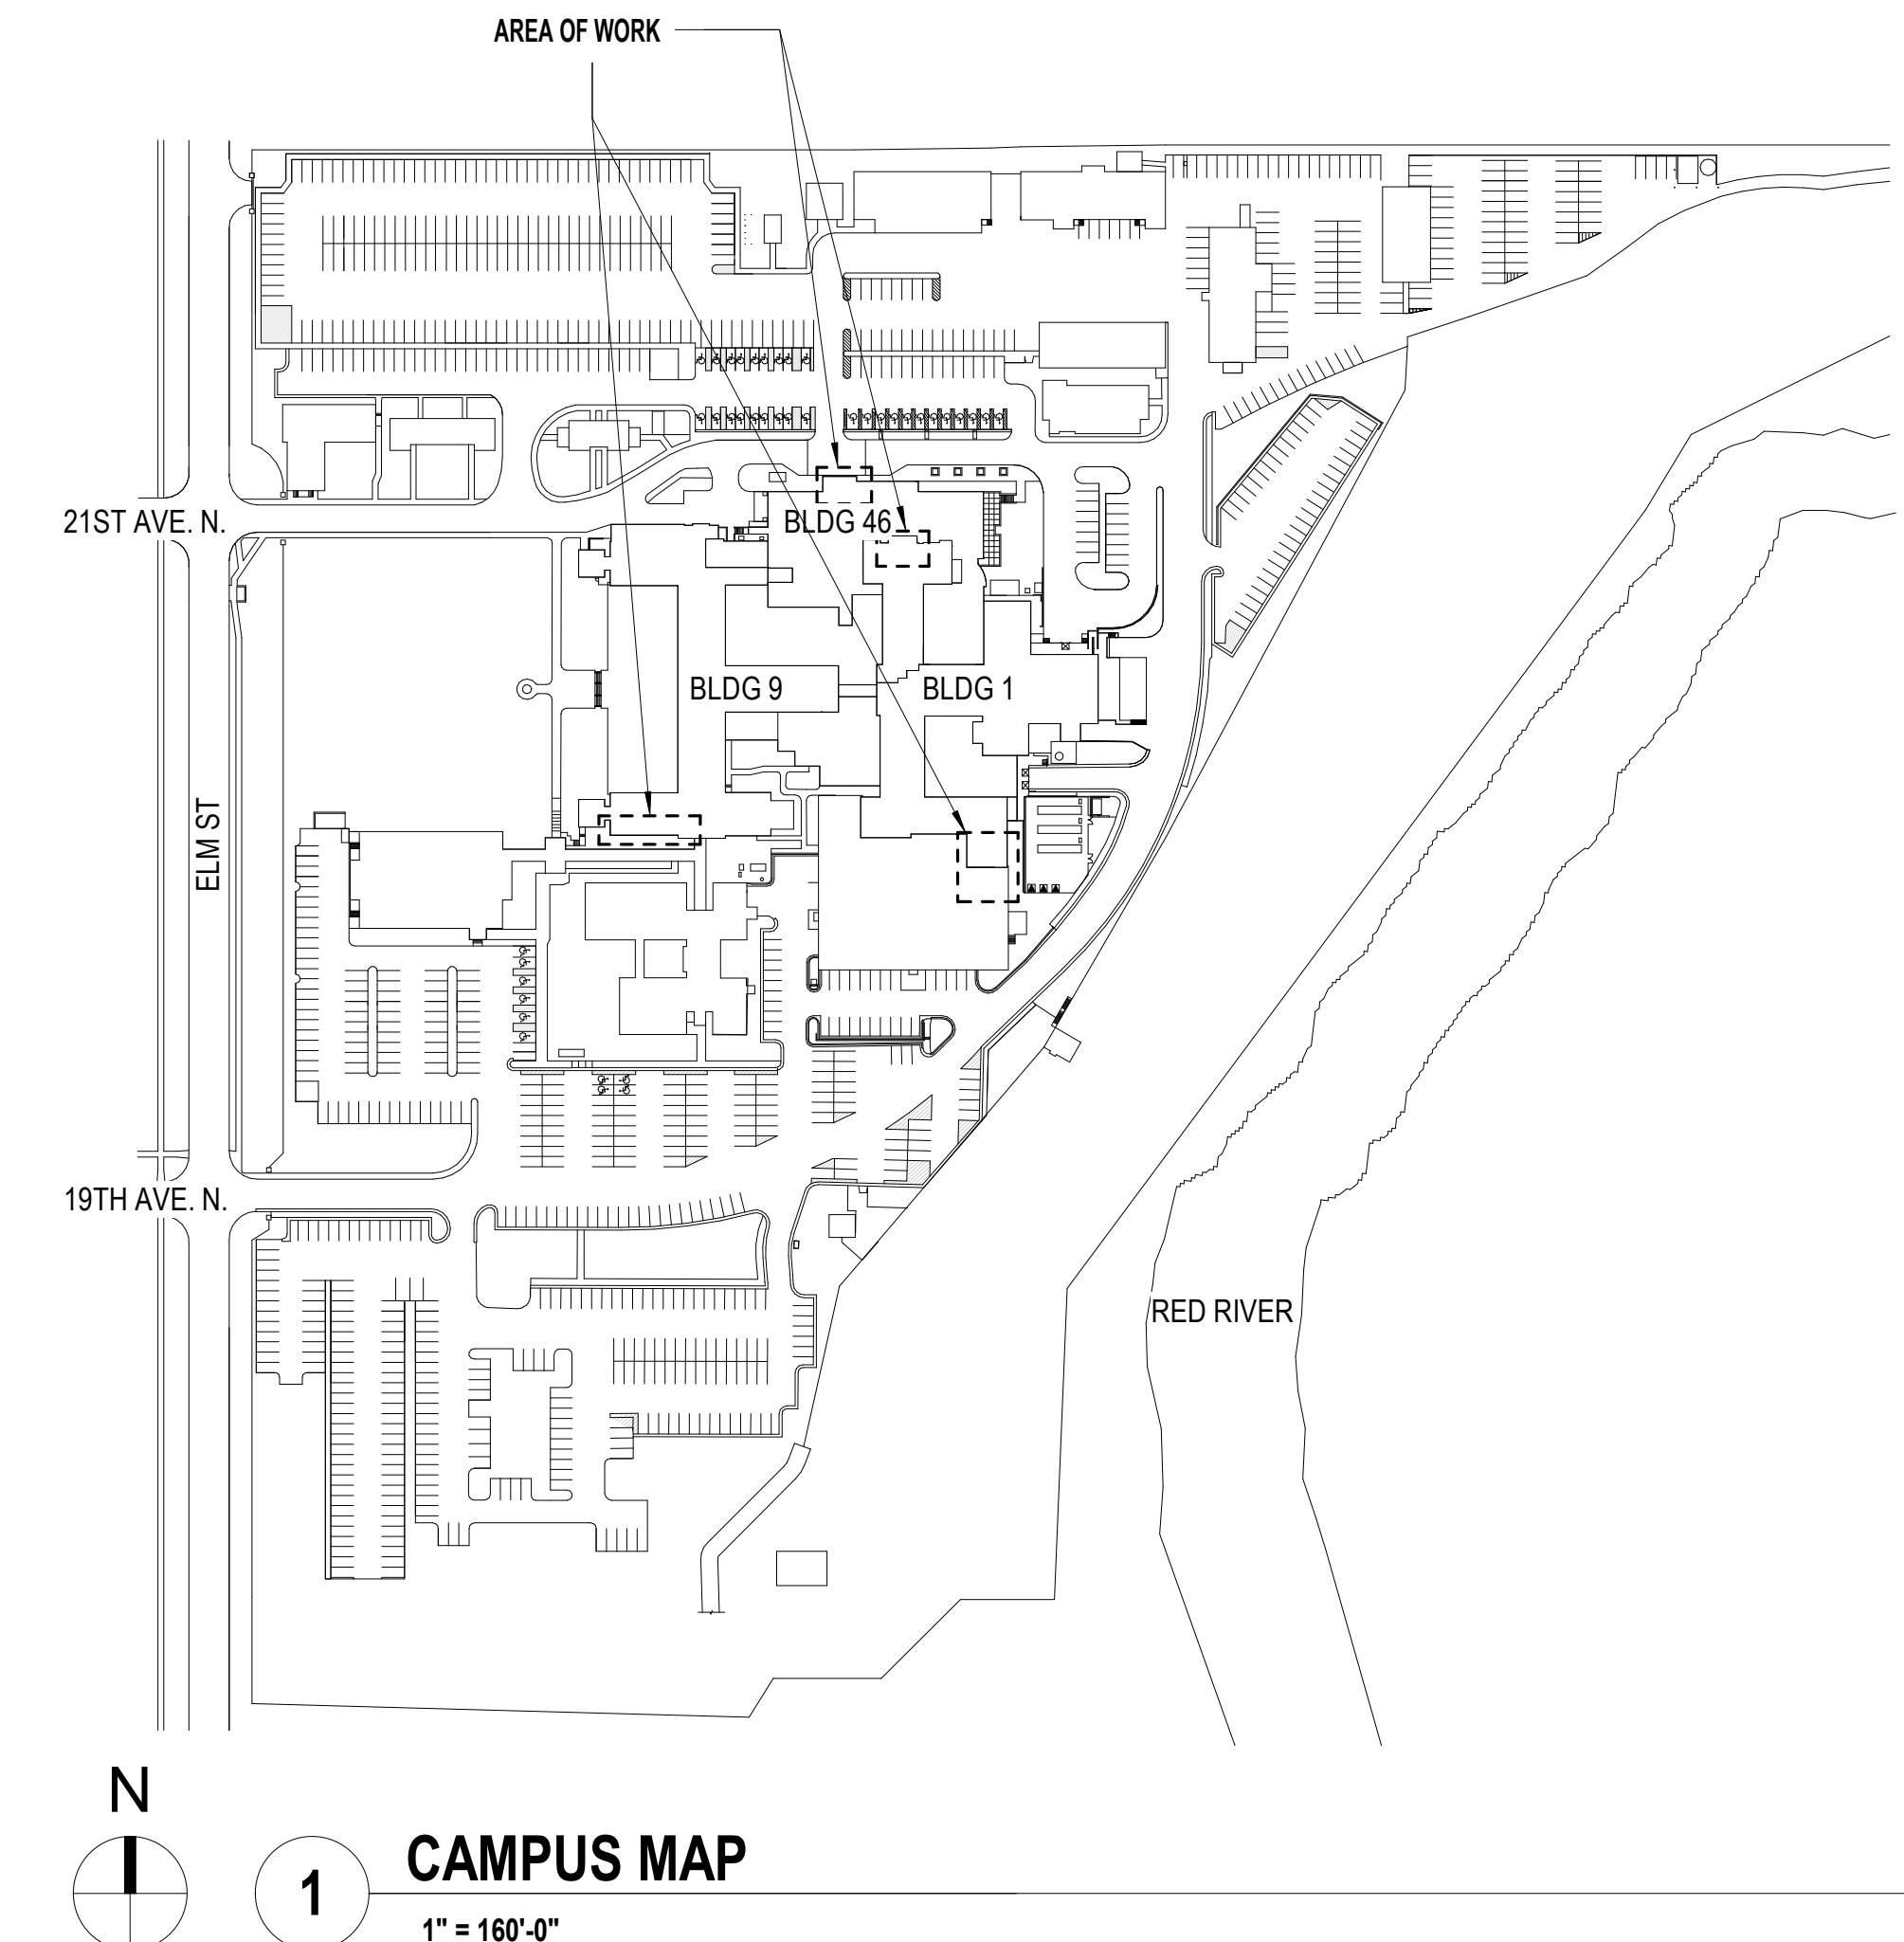 AREA OF WORK
21ST AVE. N.
BLDG 46
BLDG 9
BLDG 1
ELM ST
19TH AVE. N.
RED RIVER
N
1
CAMPUS MAP
1" = 160'-0"